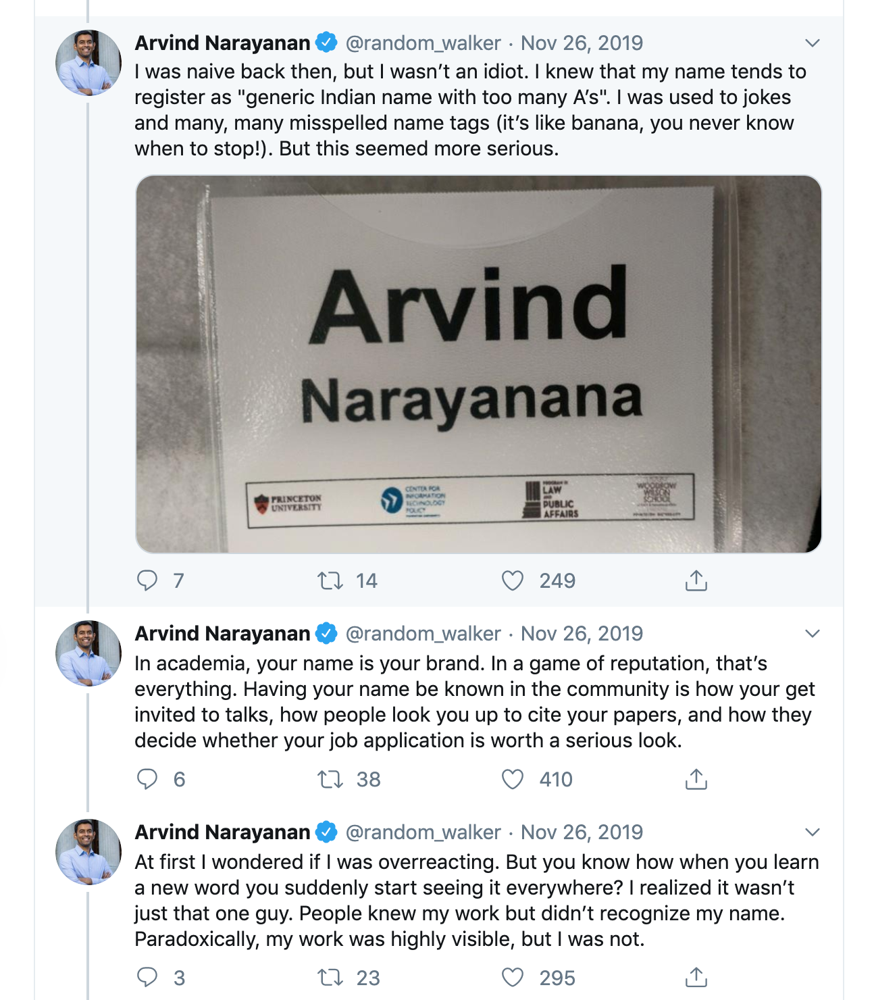 Arvind Narayanan @random_walker · Nov 26, 2019
I was naive back then, but I wasn’t an idiot. I knew that my name tends to
register as "generic Indian name with too many A’s". I was used to jokes
and many, many misspelled name tags (it’s like banana, you never know
when to stop!). But this seemed more serious.
Arvind
Narayanana
PRINCETON
UNIVERSITY
CENTER FOR
INFORMATION
TECHNOLOGY
POLICY
PROGRAM IN
LAW
AND
PUBLIC
AFFAIRS
WOODROW
WILSON
SCHOOL
7 14 249
Arvind Narayanan @random_walker · Nov 26, 2019
In academia, your name is your brand. In a game of reputation, that’s
everything. Having your name be known in the community is how your get
invited to talks, how people look you up to cite your papers, and how they
decide whether your job application is worth a serious look.
6 38 410
Arvind Narayanan @random_walker · Nov 26, 2019
At first I wondered if I was overreacting. But you know how when you learn
a new word you suddenly start seeing it everywhere? I realized it wasn’t
just that one guy. People knew my work but didn’t recognize my name.
Paradoxically, my work was highly visible, but I was not.
3 23 295